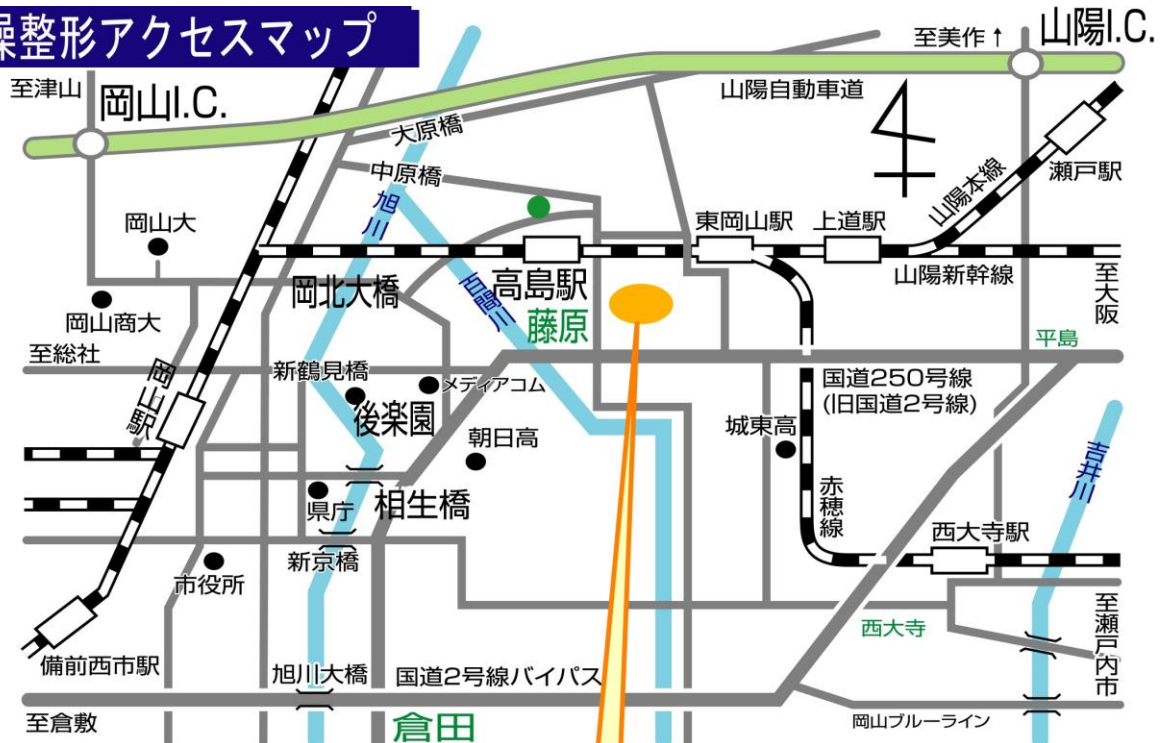 操整形アクセスマップ
至美作↑
山陽I.C.
至津山
岡山I.C.
山陽自動車道
大原橋
中原橋
山陽本線
瀬戸駅
旭川
岡山大
東岡山駅
上道駅
山陽新幹線
至大阪
岡北大橋
百間川
高島駅
藤原
岡山商大
至総社
平島
新鶴見橋
メディアコム
国道250号線
(旧国道2号線)
岡山駅
後楽園
朝日高
城東高
吉井川
県庁
相生橋
赤穂線
新京橋
西大寺駅
市役所
至瀬戸内市
西大寺
備前西市駅
旭川大橋
国道2号線バイパス
至倉敷
倉田
岡山ブルーライン